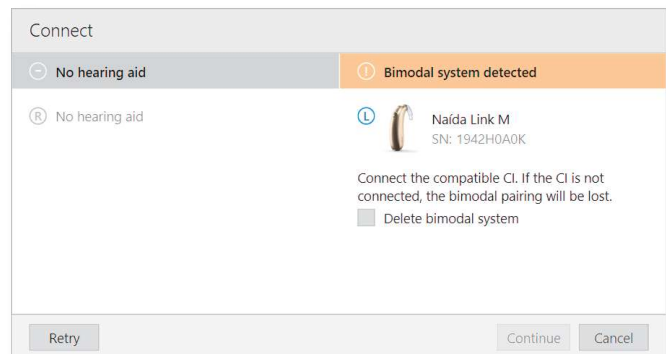 Connect
No hearing aid
Bimodal system detected
R No hearing aid
L
Naída Link M
SN: 1942H0A0K
Connect the compatible CI. If the CI is not
connected, the bimodal pairing will be lost.
Delete bimodal system
Retry
Continue
Cancel